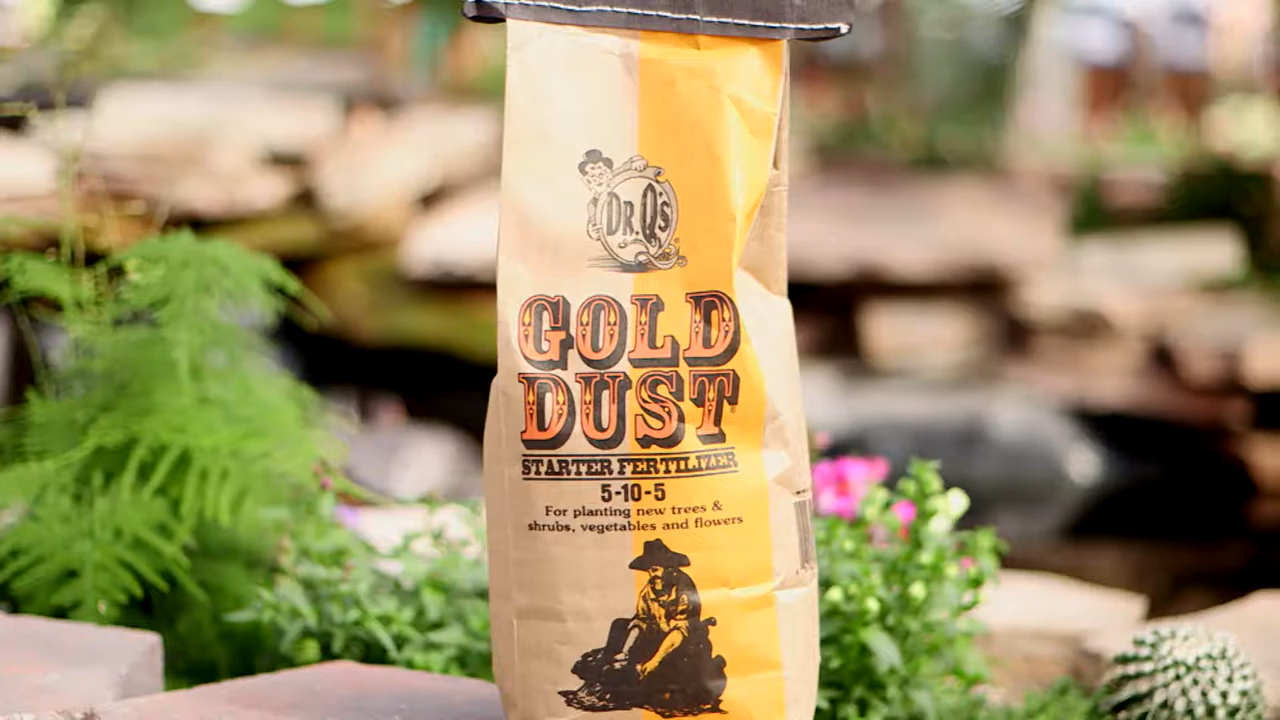 DR. Q's
GOLD
DUST®
STARTER FERTILIZER
5-10-5
For planting new trees &
shrubs, vegetables and flowers